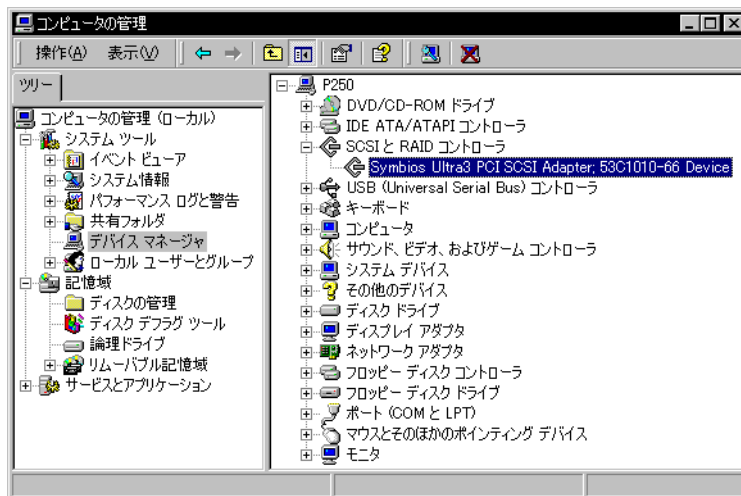 コンピュータの管理
操作(A) 表示(V)
ツリー
コンピュータの管理 (ローカル)
システム ツール
イベント ビューア
システム情報
パフォーマンス ログと警告
共有フォルダ
デバイス マネージャ
ローカル ユーザーとグループ
記憶域
ディスクの管理
ディスク デフラグ ツール
論理ドライブ
リムーバブル記憶域
サービスとアプリケーション
P250
DVD/CD-ROM ドライブ
IDE ATA/ATAPI コントローラ
SCSI と RAID コントローラ
Symbios Ultra3 PCI SCSI Adapter; 53C1010-66 Device
USB (Universal Serial Bus) コントローラ
キーボード
コンピュータ
サウンド、ビデオ、およびゲーム コントローラ
システム デバイス
その他のデバイス
ディスク ドライブ
ディスプレイ アダプタ
ネットワーク アダプタ
フロッピー ディスク コントローラ
フロッピー ディスク ドライブ
ポート (COM と LPT)
マウスとそのほかのポインティング デバイス
モニタ